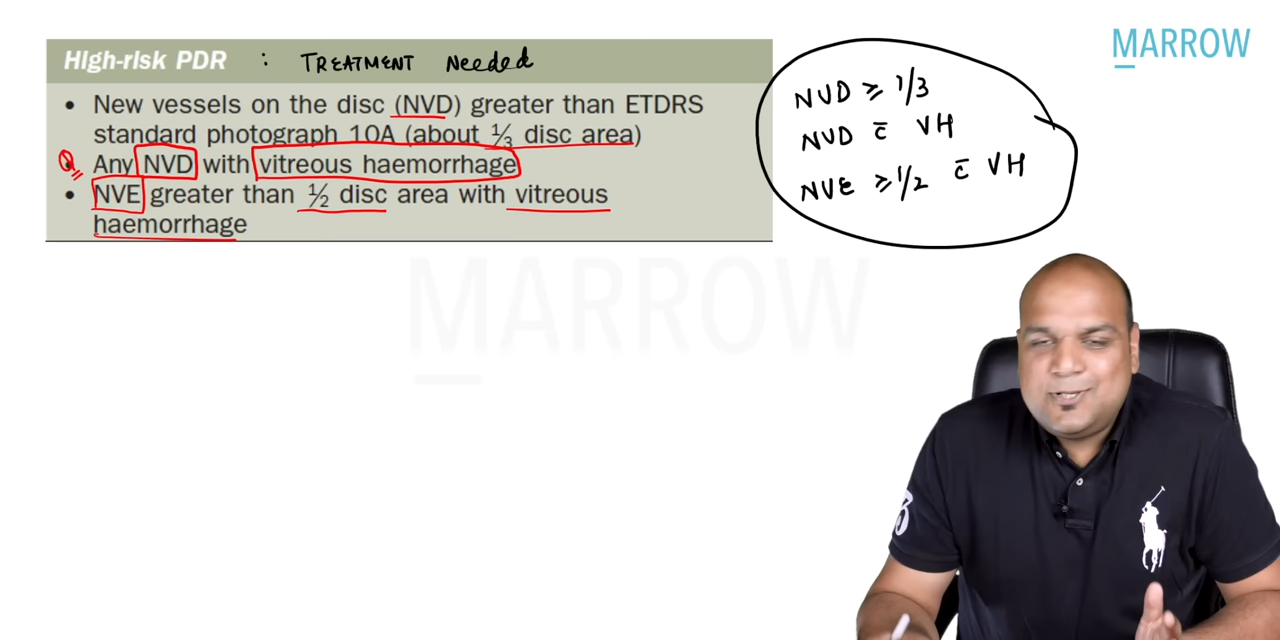 MARROW
High-risk PDR : TREATMENT Needed
• New vessels on the disc (NVD) greater than ETDRS
standard photograph 10A (about ⅓ disc area)
Q Any NVD with vitreous haemorrhage
• NVE greater than ½ disc area with vitreous
haemorrhage
NVD ≥ 1/3
NVD c̄ VH
NVE ≥ 1/2 c̄ VH
MARROW